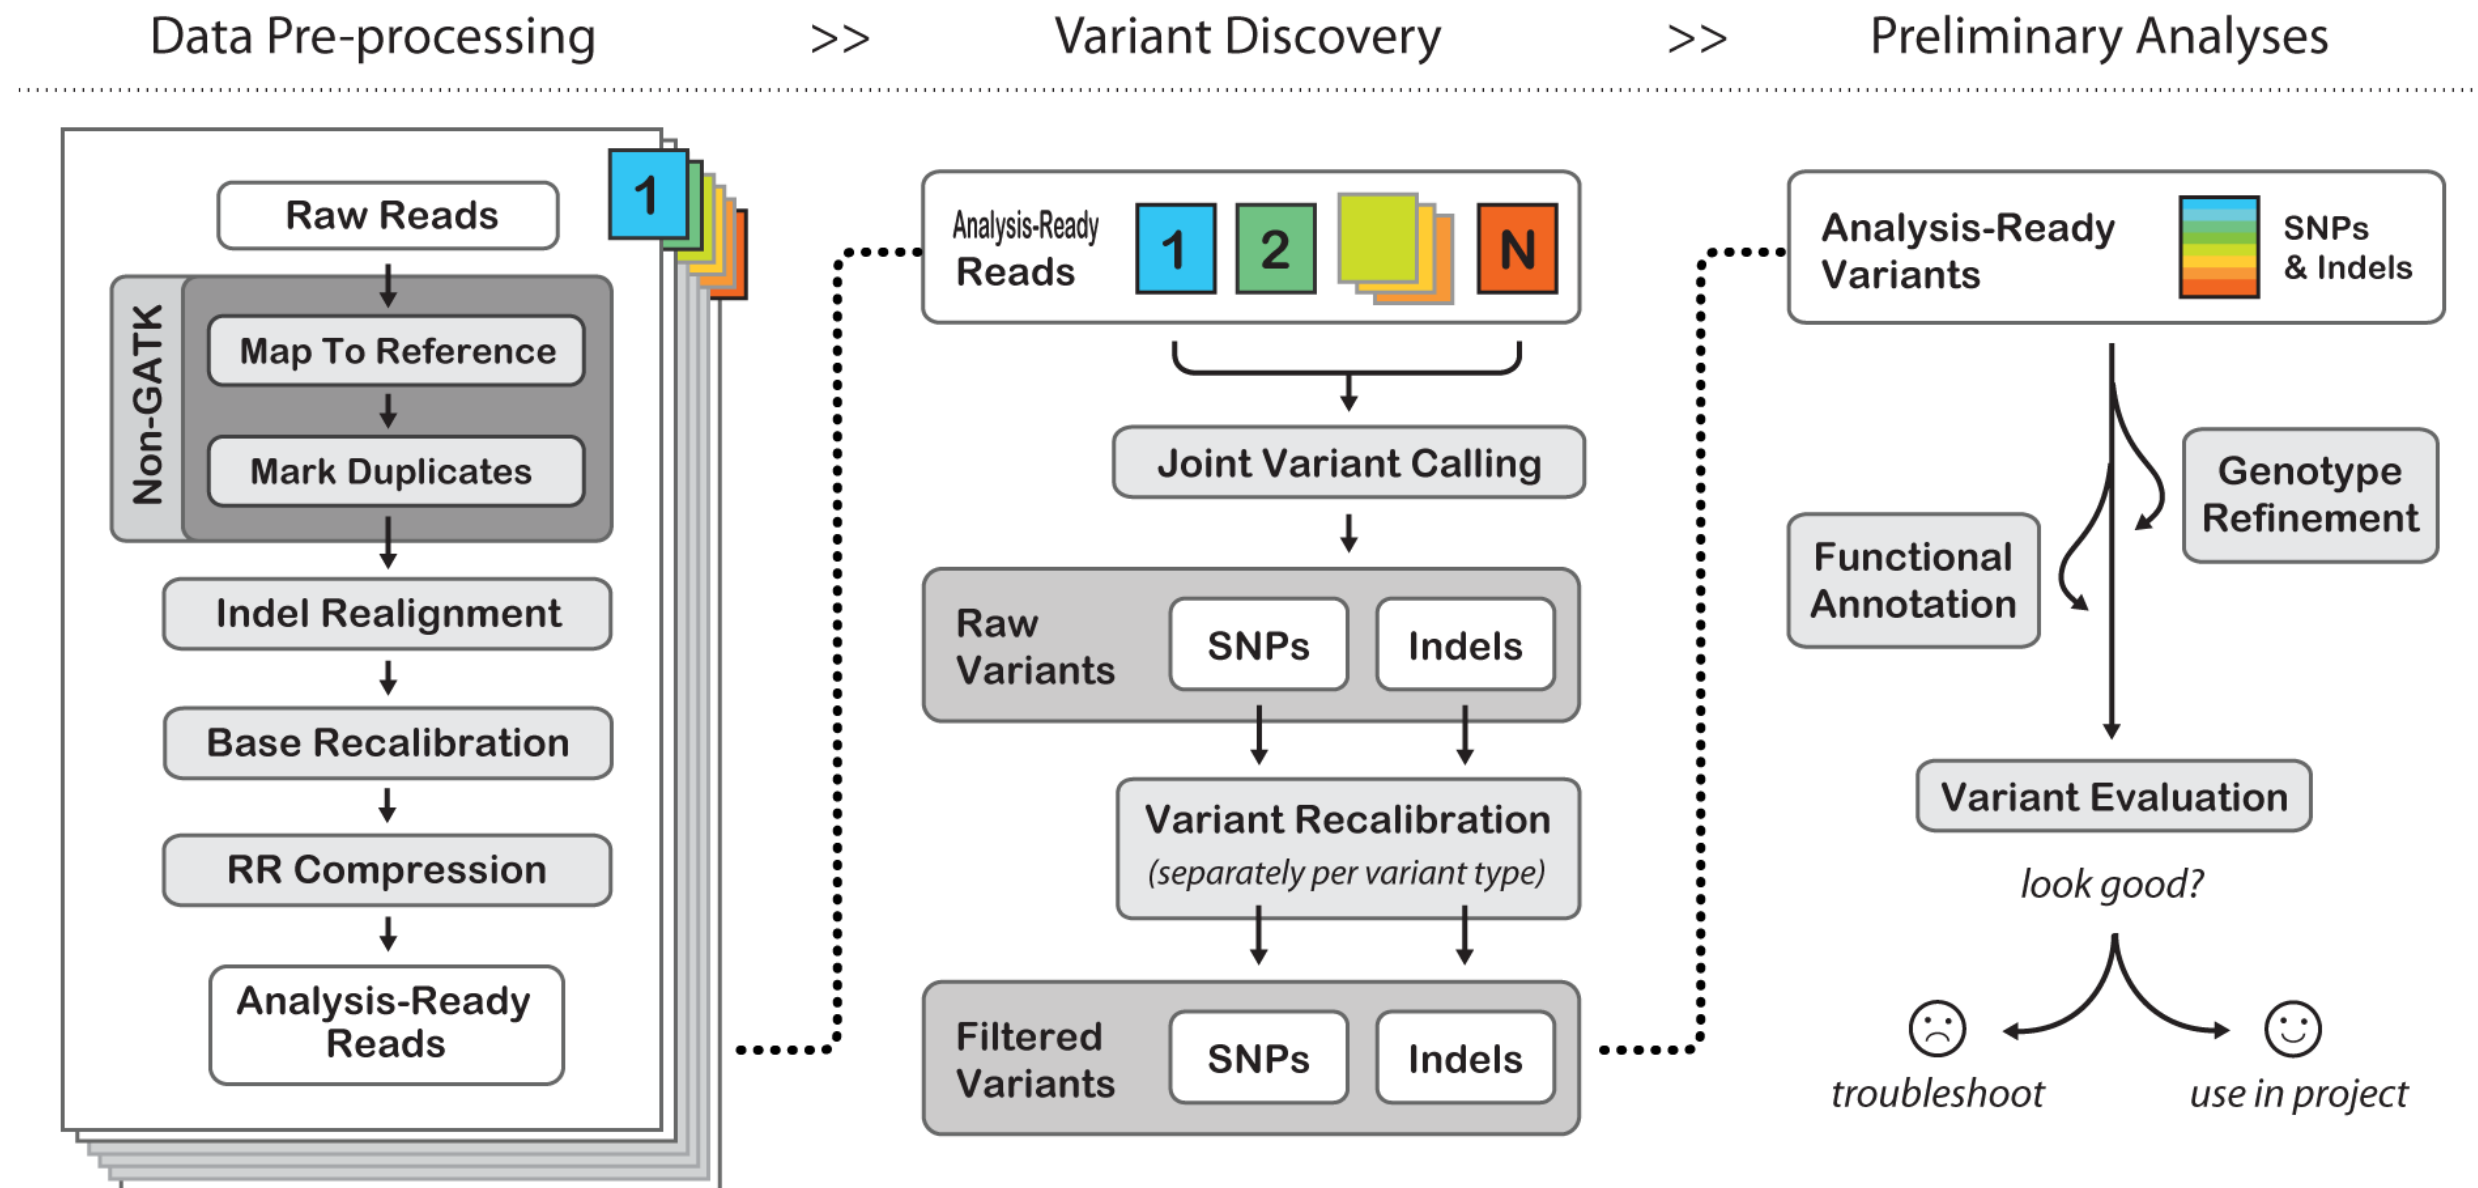 Data Pre-processing >> Variant Discovery >> Preliminary Analyses
1
Raw Reads
Non-GATK
Map To Reference
Mark Duplicates
Indel Realignment
Base Recalibration
RR Compression
Analysis-Ready
Reads
Analysis-Ready
Reads
1 2 N
Joint Variant Calling
Raw
Variants
SNPs Indels
Variant Recalibration
(separately per variant type)
Filtered
Variants
SNPs Indels
Analysis-Ready
Variants
SNPs
& Indels
Genotype
Refinement
Functional
Annotation
Variant Evaluation
look good?
troubleshoot use in project